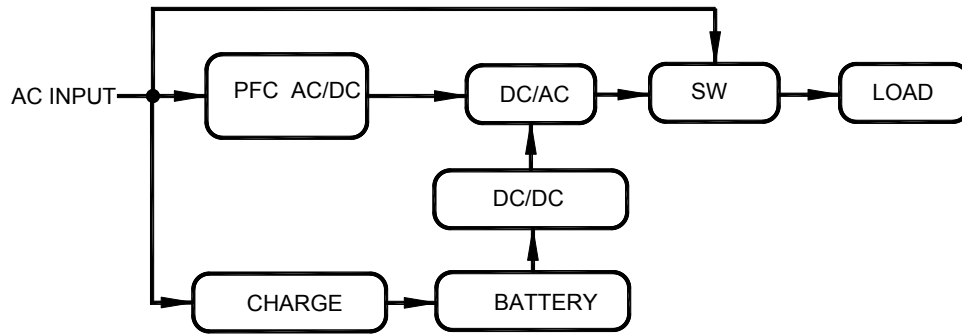 AC INPUT
PFC AC/DC
DC/AC
SW
LOAD
DC/DC
CHARGE
BATTERY